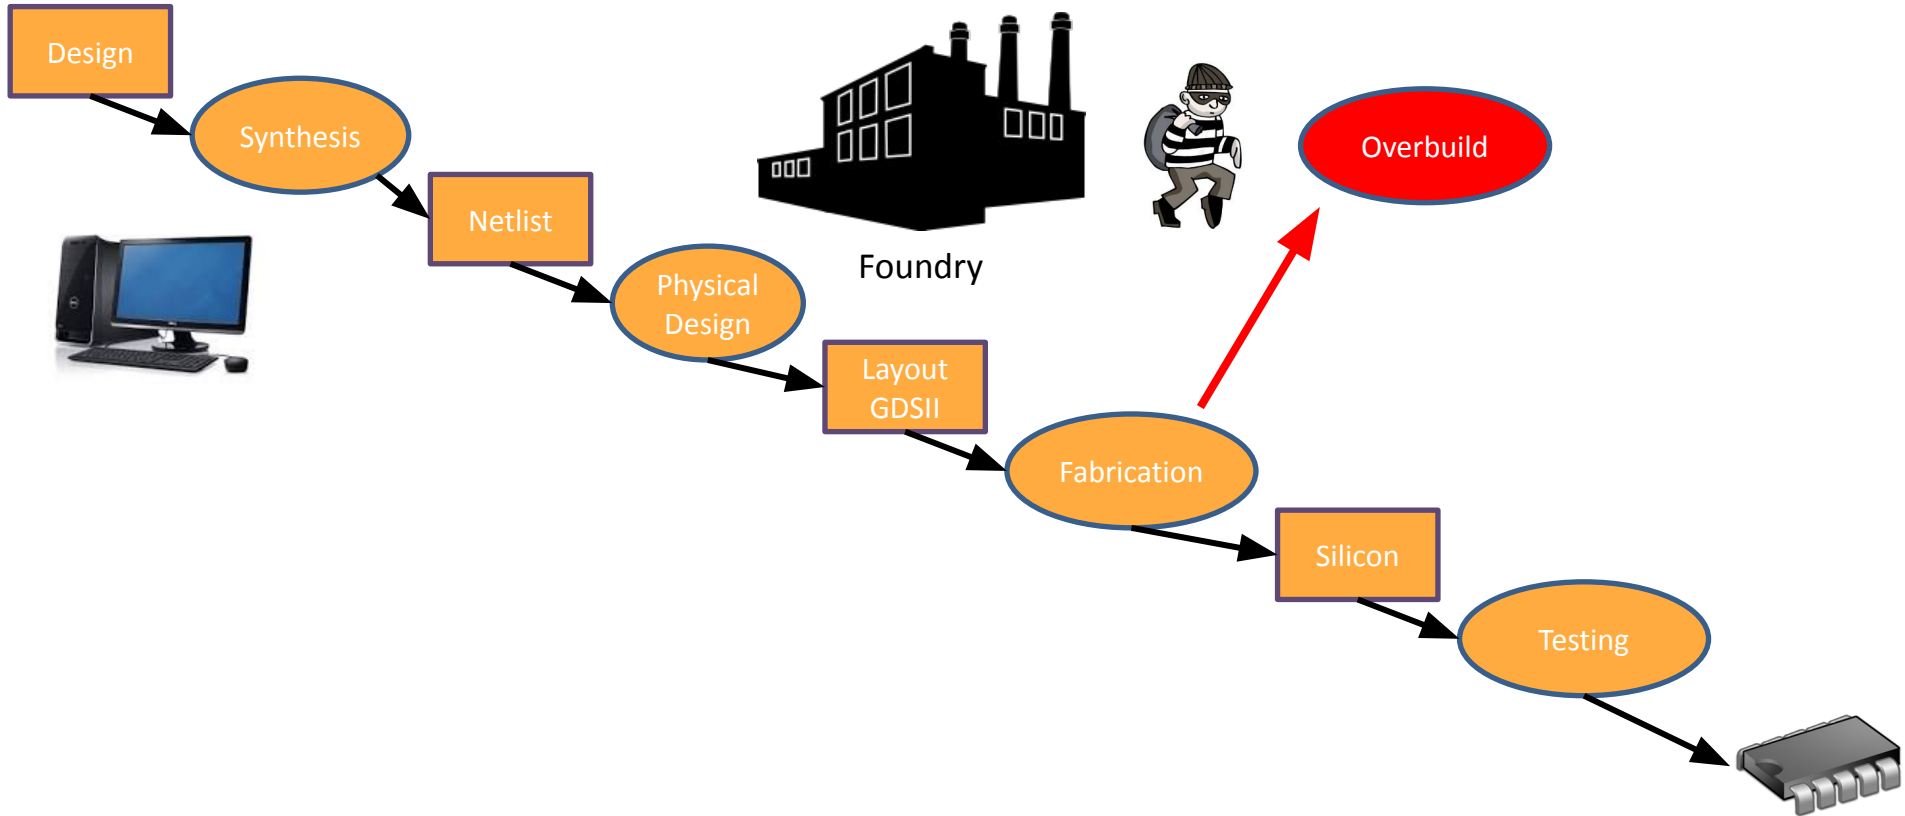 Design
Synthesis
Netlist
Foundry
Overbuild
Physical
Design
Layout
GDSII
Fabrication
Silicon
Testing